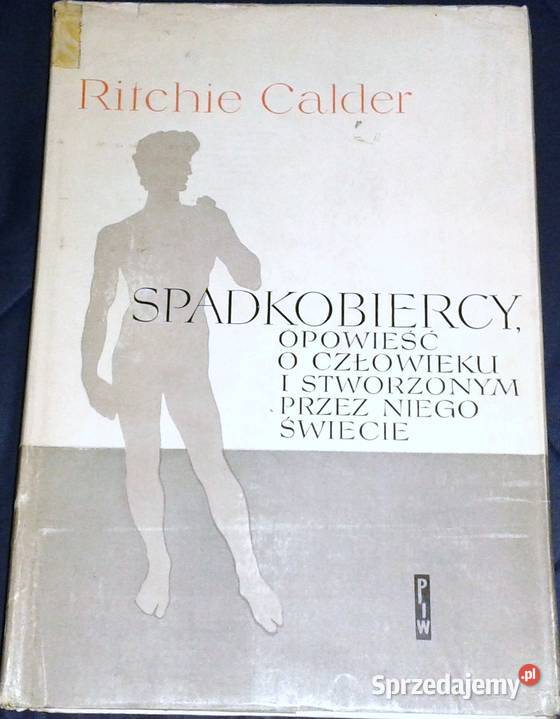 Ritchie Calder
SPADKOBIERCY,
OPOWIEŚĆ
O CZŁOWIEKU
I STWORZONYM
PRZEZ NIEGO
ŚWIECIE
PIW
Sprzedajemy.pl